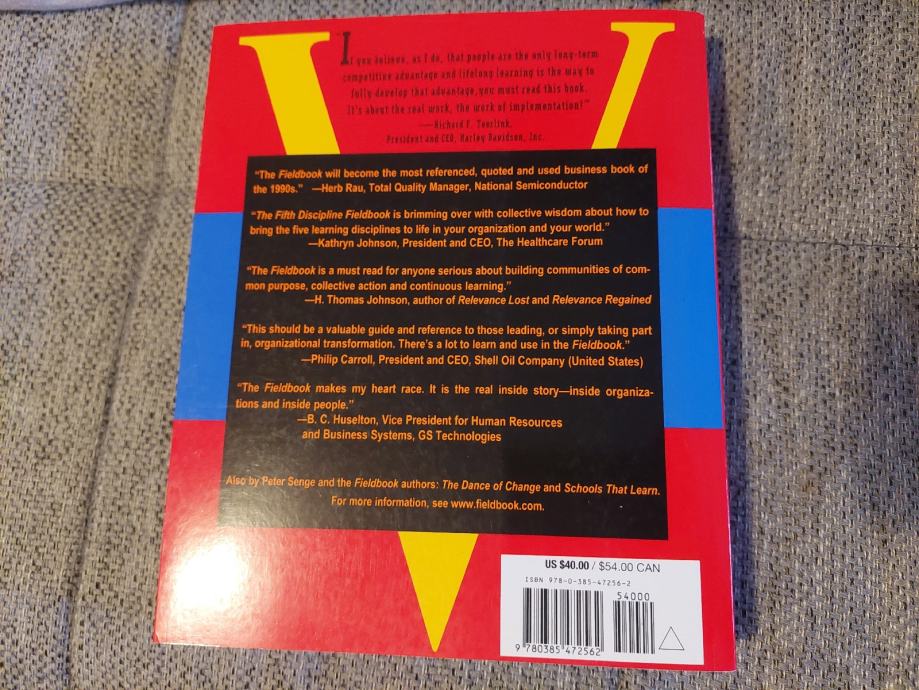 "If you believe, as I do, that people are the only long-term
competitive advantage and lifelong learning is the way to
fully develop that advantage, you must read this book.
It's about the real work, the work of implementation!"
—Richard F. Teerlink,
President and CEO, Harley Davidson, Inc.
"The Fieldbook will become the most referenced, quoted and used business book of
the 1990s." —Herb Rau, Total Quality Manager, National Semiconductor
"The Fifth Discipline Fieldbook is brimming over with collective wisdom about how to
bring the five learning disciplines to life in your organization and your world."
—Kathryn Johnson, President and CEO, The Healthcare Forum
"The Fieldbook is a must read for anyone serious about building communities of com-
mon purpose, collective action and continuous learning."
—H. Thomas Johnson, author of Relevance Lost and Relevance Regained
"This should be a valuable guide and reference to those leading, or simply taking part
in, organizational transformation. There's a lot to learn and use in the Fieldbook."
—Philip Carroll, President and CEO, Shell Oil Company (United States)
"The Fieldbook makes my heart race. It is the real inside story—inside organiza-
tions and inside people."
—B. C. Huselton, Vice President for Human Resources
and Business Systems, GS Technologies
Also by Peter Senge and the Fieldbook authors: The Dance of Change and Schools That Learn.
For more information, see www.fieldbook.com.
US $40.00 / $54.00 CAN
ISBN 978-0-385-47256-2
54000
9 780385 472562